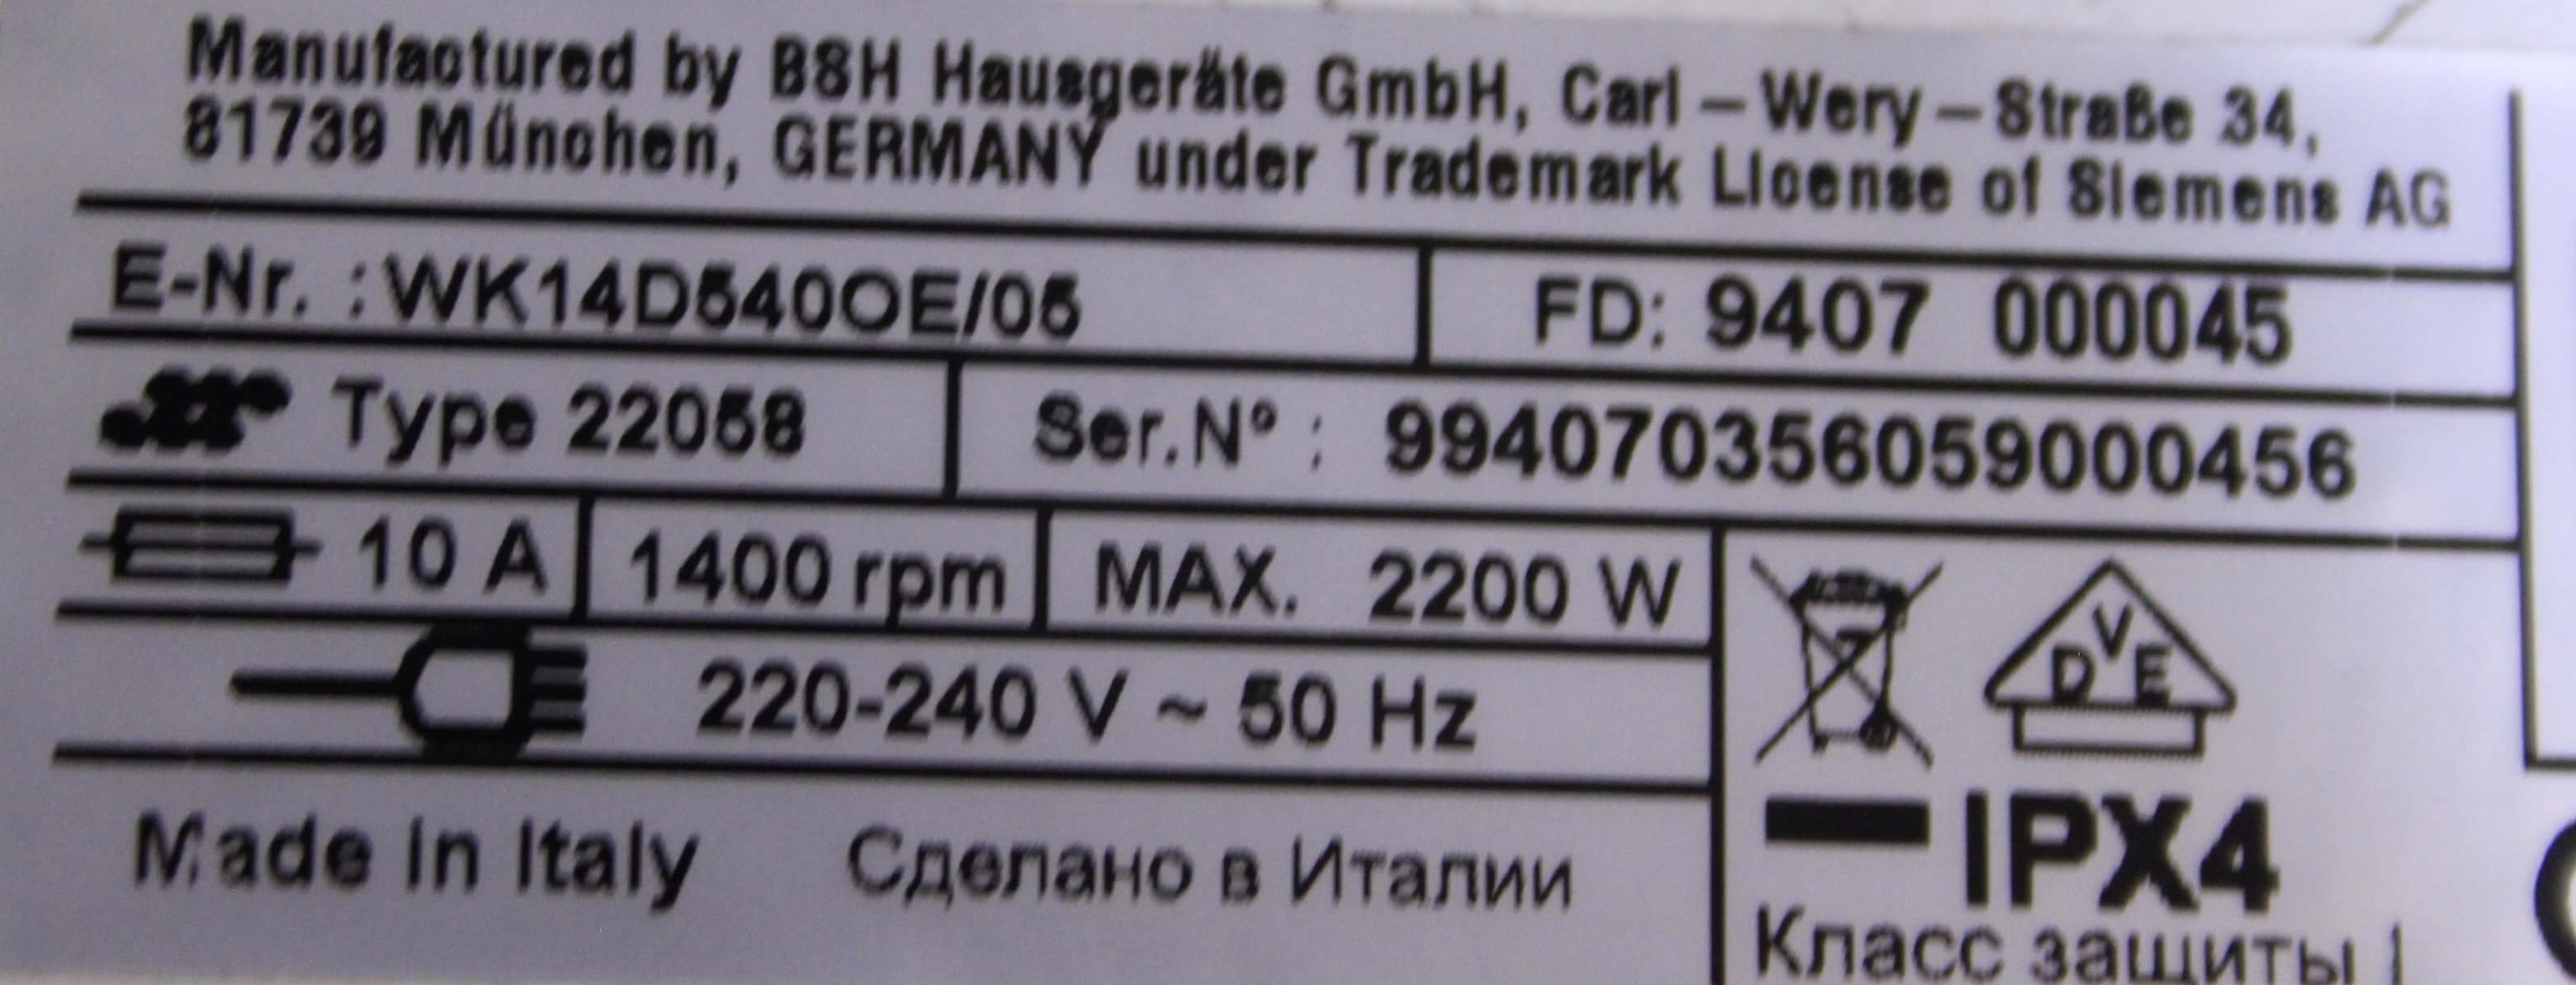 Manufactured by BSH Hausgeräte GmbH, Carl – Wery – Straße 34,
81739 München, GERMANY under Trademark License of Siemens AG
E-Nr. : WK14D540OE/05 FD: 9407 000045
Type 22058 Ser.Nº : 994070356059000456
10 A 1400 rpm MAX. 2200 W
220-240 V ~ 50 Hz
DVE
IPX4
Made in Italy Сделано в Италии
Класс защиты I